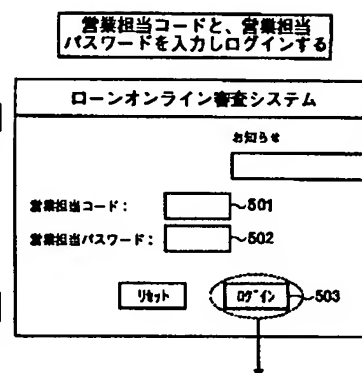 営業担当コードと、営業担当
パスワードを入力しログインする
ローンオンライン審査システム
お知らせ
営業担当コード： 501
営業担当パスワード： 502
リセット ログイン 503